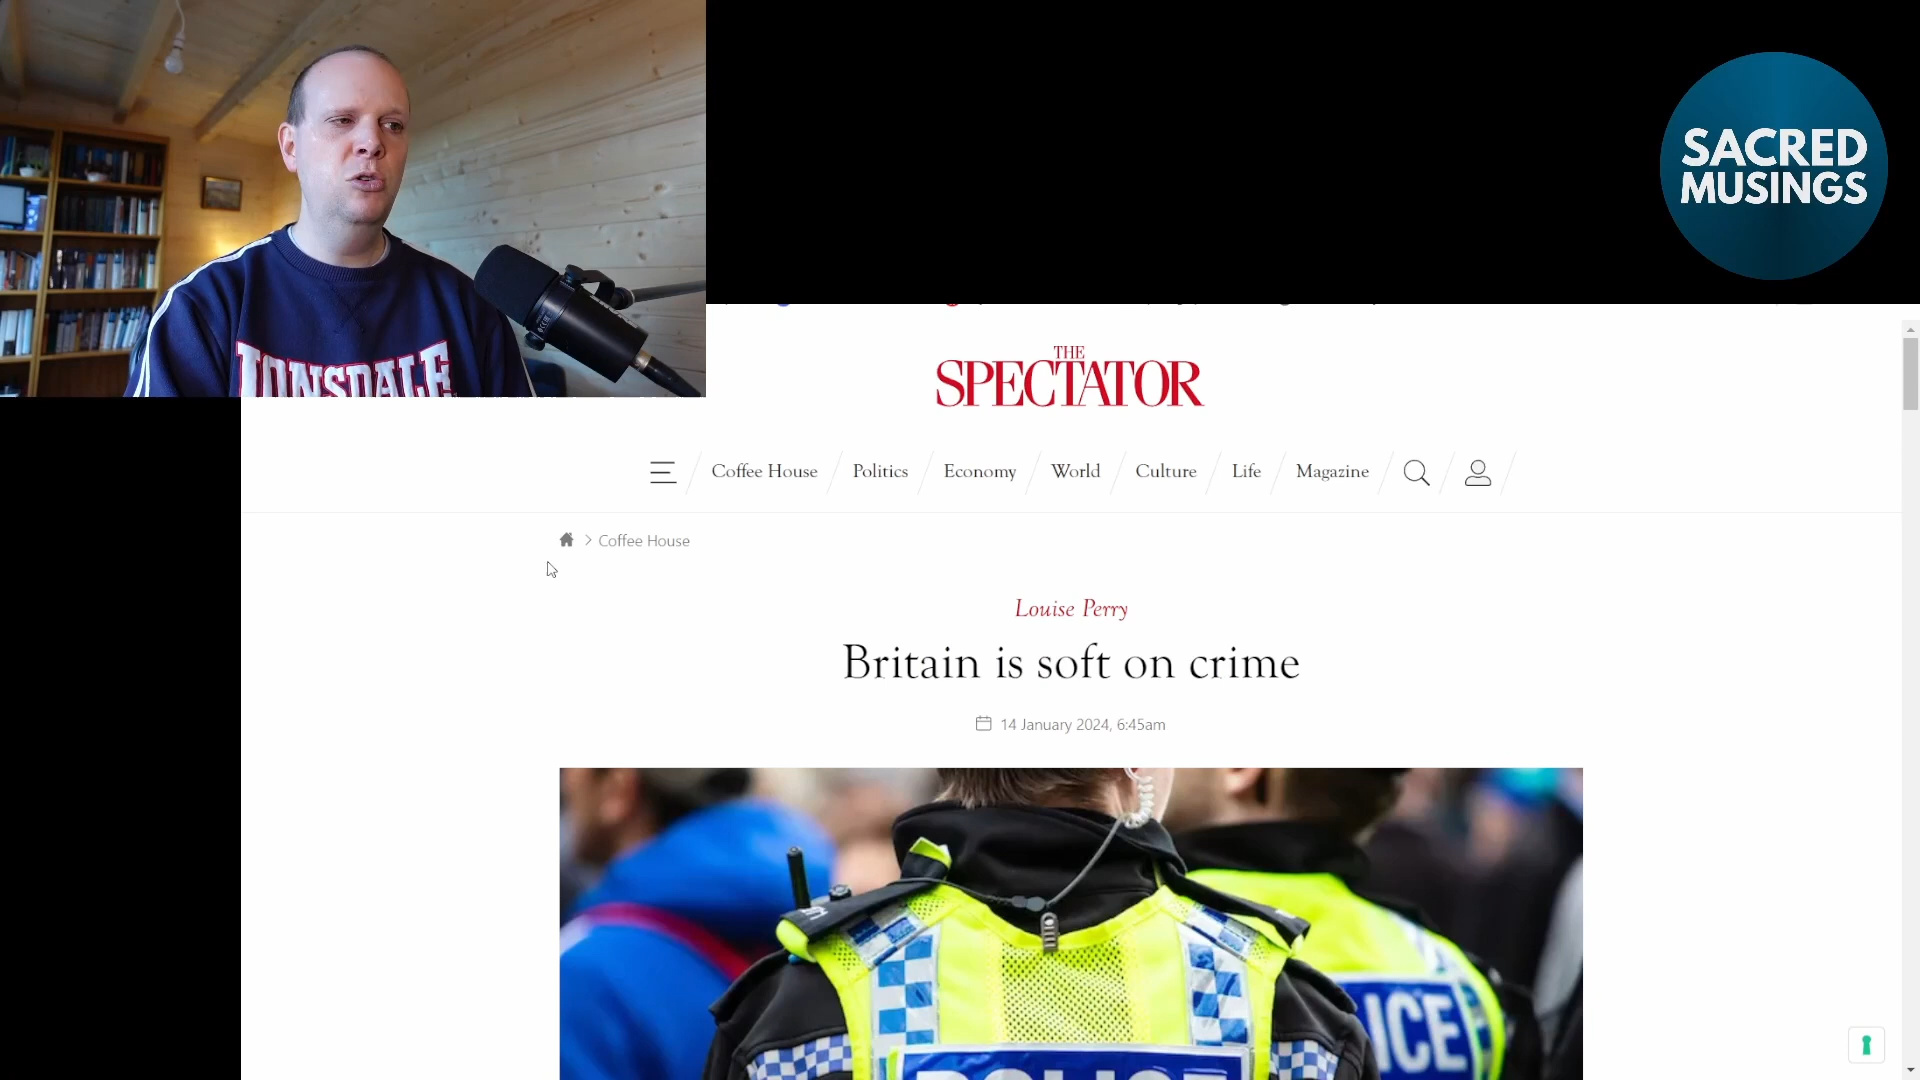 SACRED
MUSINGS
LONSDALE
THE
SPECTATOR
Coffee House
Politics
Economy
World
Culture
Life
Magazine
Coffee House
Louise Perry
Britain is soft on crime
14 January 2024, 6:45am
POLICE